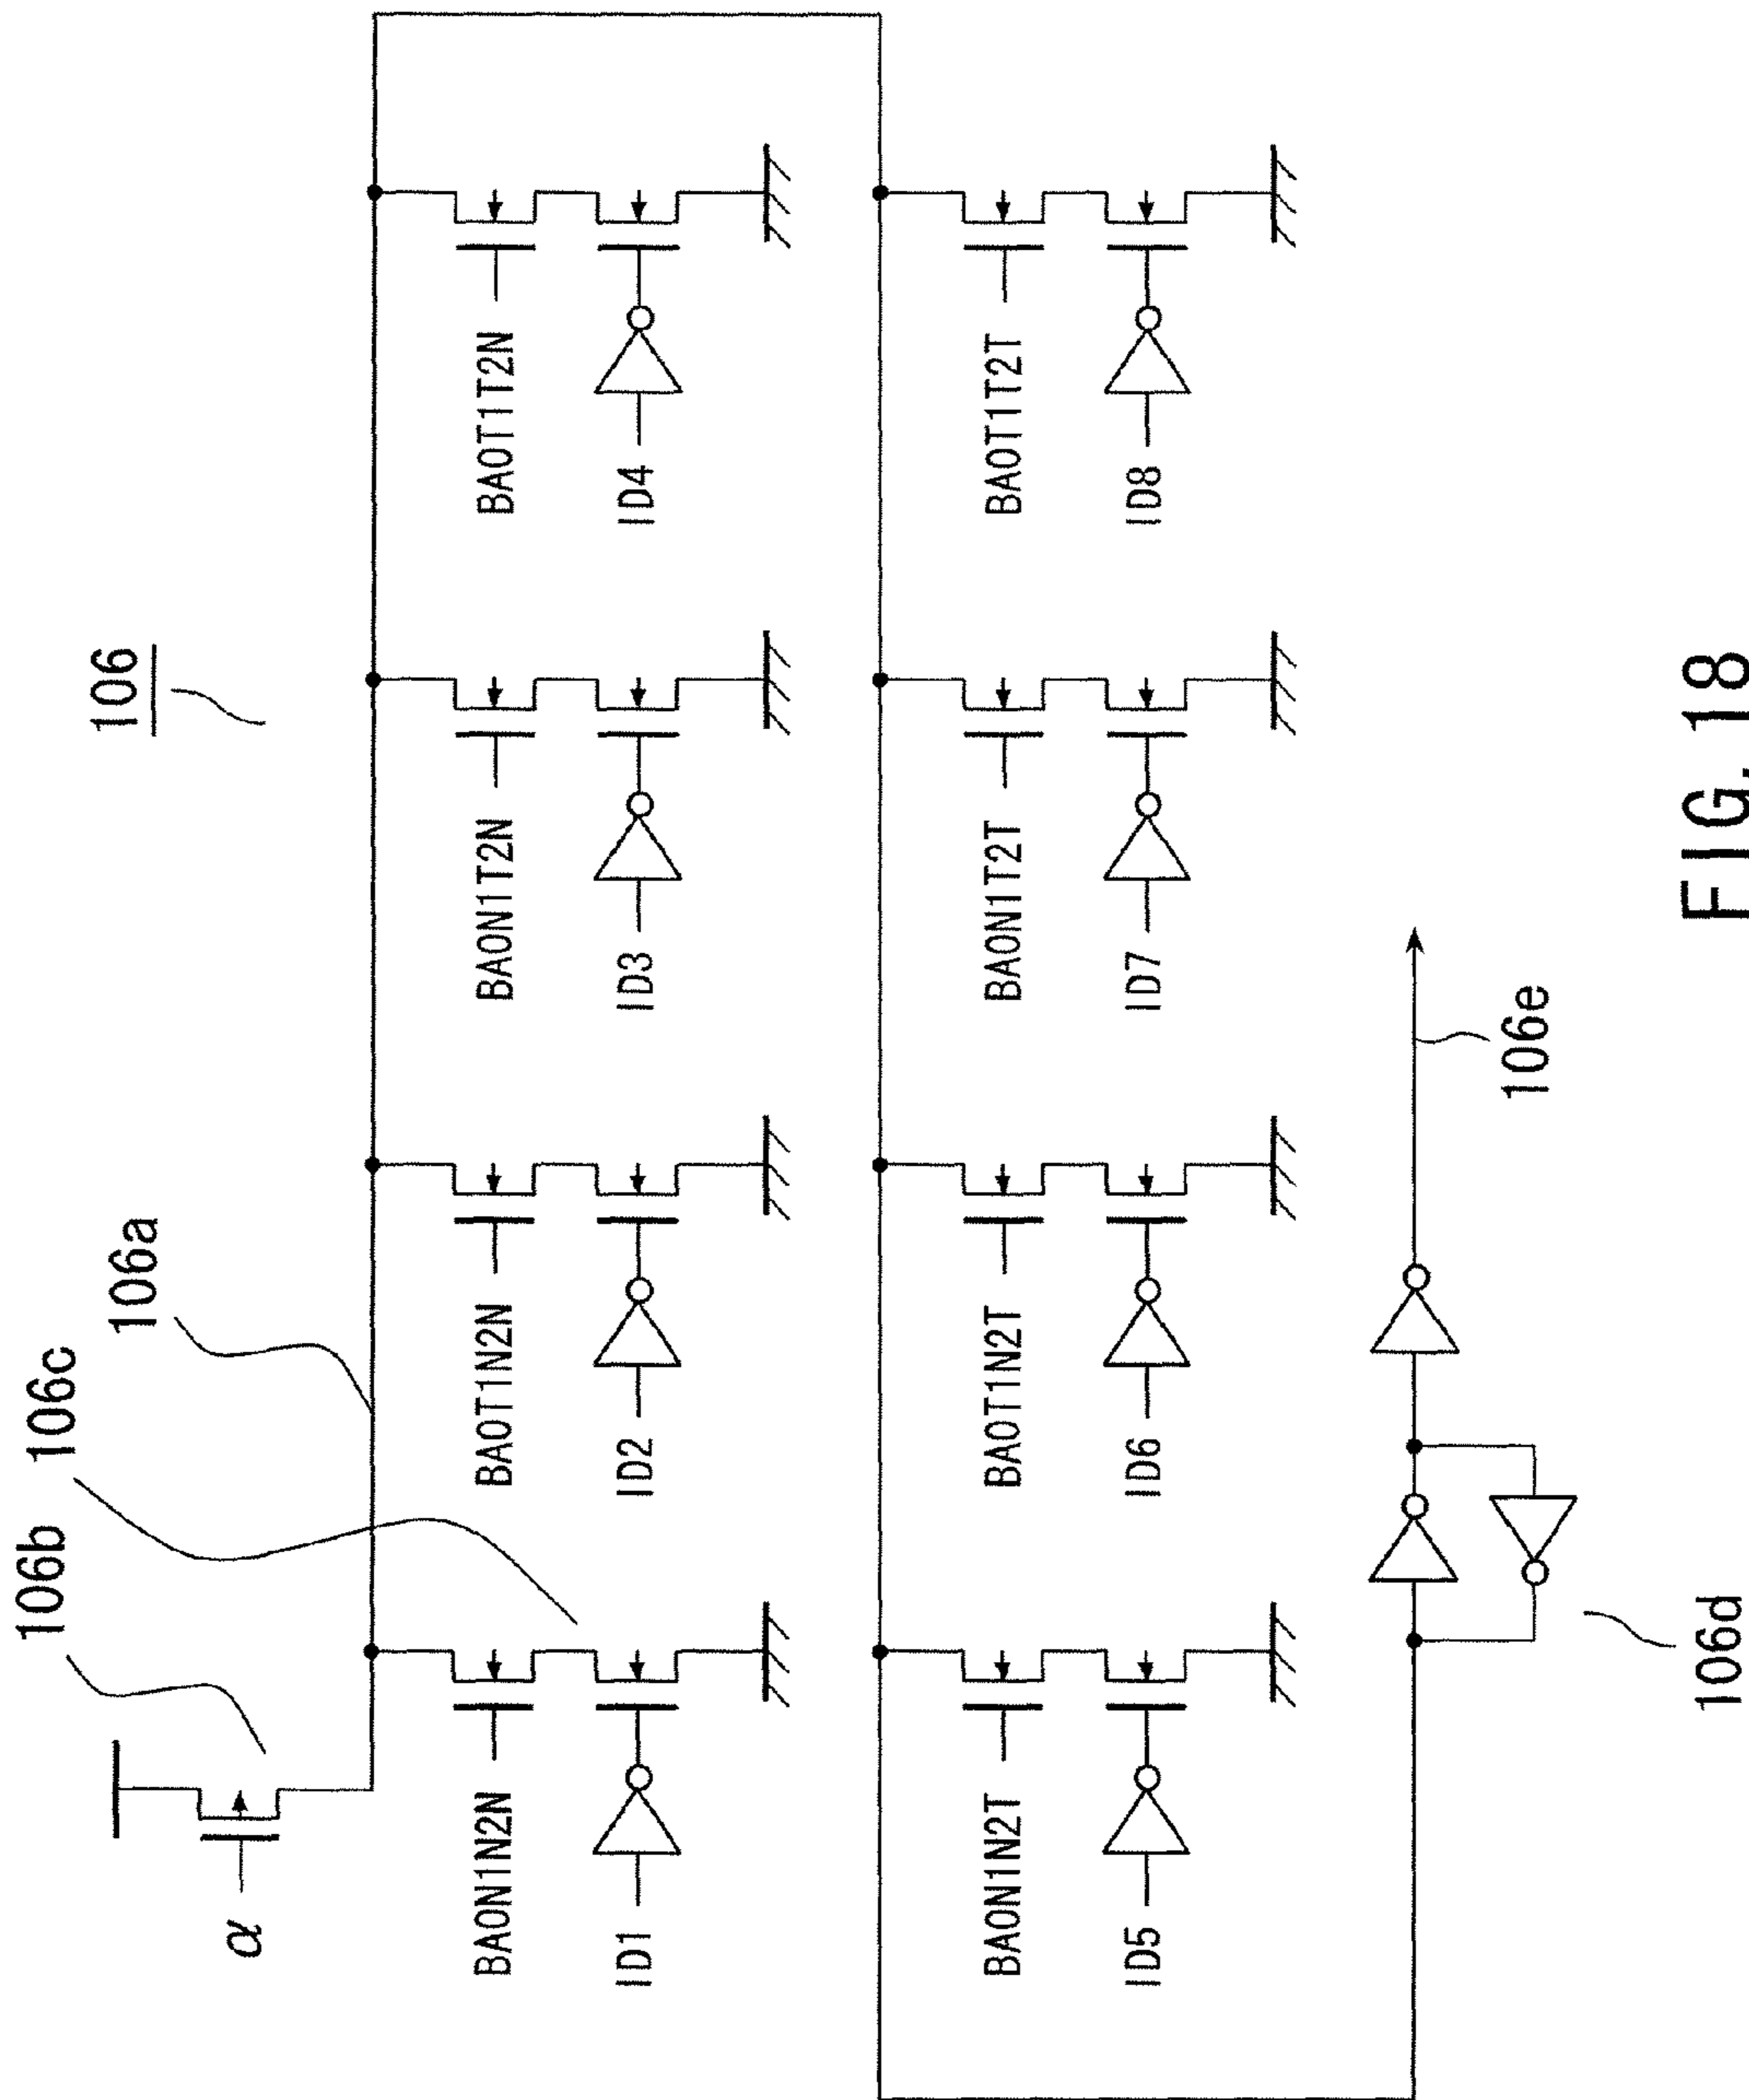 106
106a
106c
106b
α
BA0N1N2N
ID1
BA0T1N2N
ID2
BA0N1T2N
ID3
BA0T1T2N
ID4
BA0N1N2T
ID5
BA0T1N2T
ID6
BA0N1T2T
ID7
BA0T1T2T
ID8
106d
106e
FIG. 18